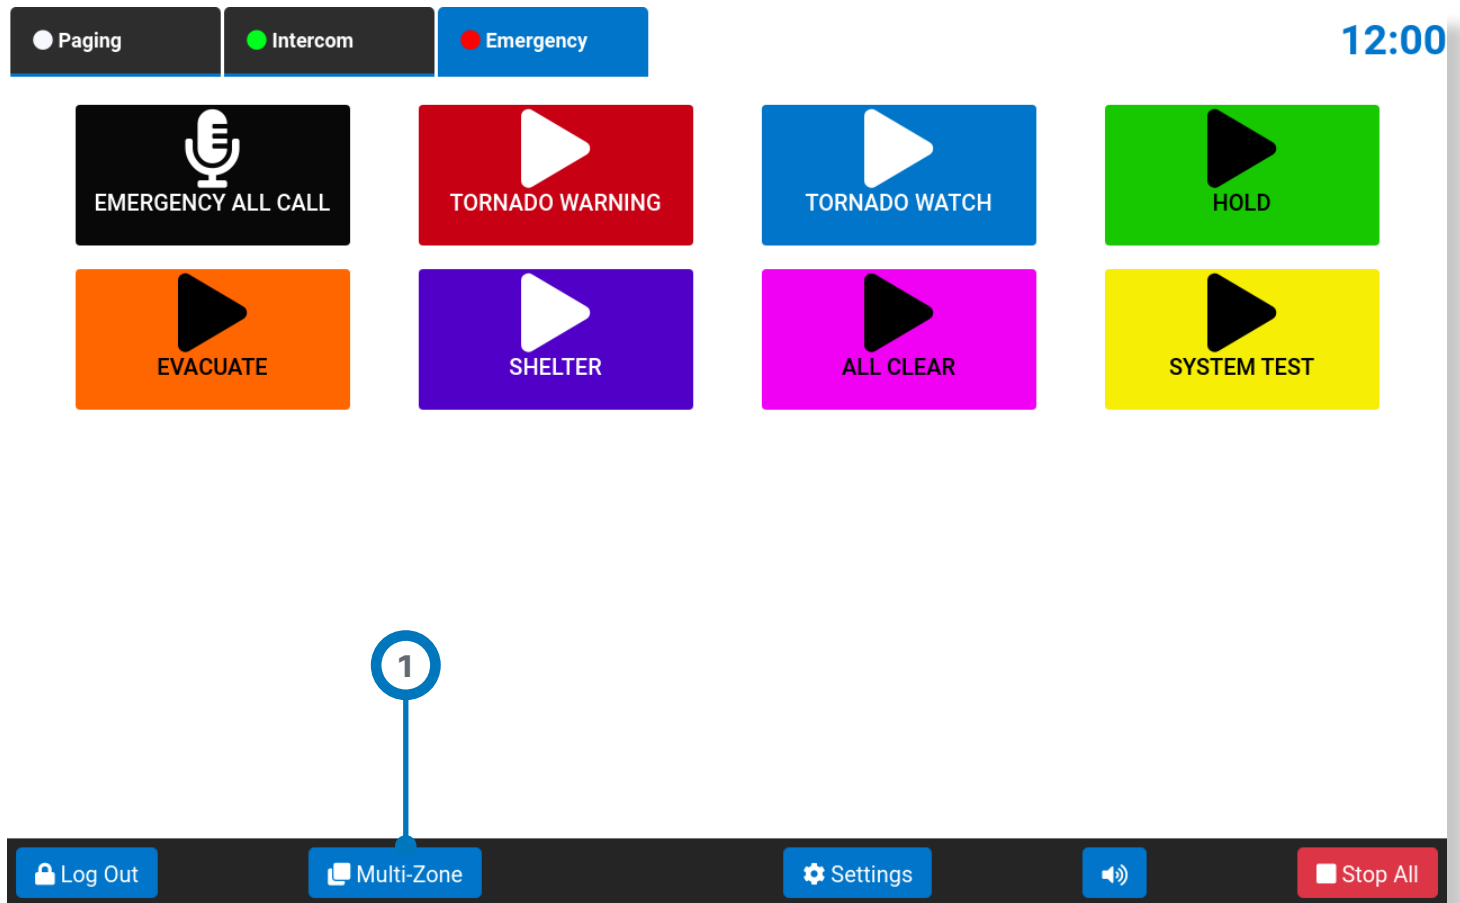 Paging
Intercom
Emergency
12:00
EMERGENCY ALL CALL
TORNADO WARNING
TORNADO WATCH
HOLD
EVACUATE
SHELTER
ALL CLEAR
SYSTEM TEST
1
Log Out
Multi-Zone
Settings
Stop All